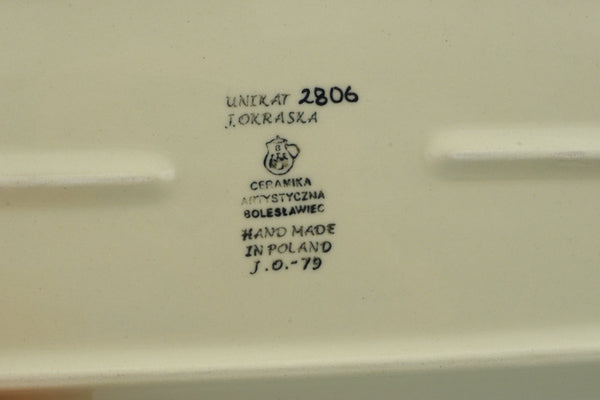 UNIKAT 2806
J.OKRASKA
CERAMIKA
ARTYSTYCZNA
BOLESŁAWIEC
HAND MADE
IN POLAND
J.O.-79